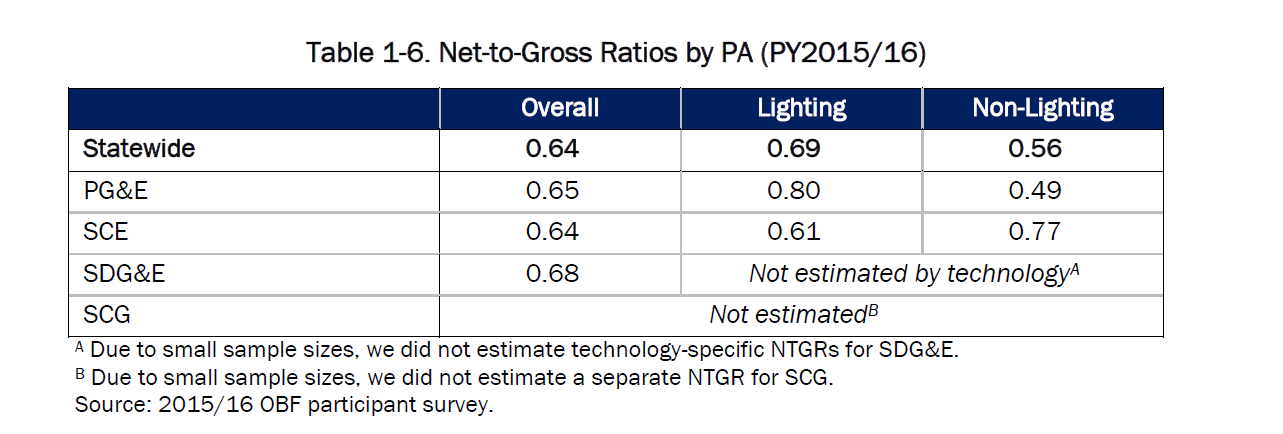 Table 1-6. Net-to-Gross Ratios by PA (PY2015/16)
Overall Lighting Non-Lighting
Statewide 0.64 0.69 0.56
PG&E 0.65 0.80 0.49
SCE 0.64 0.61 0.77
SDG&E 0.68 Not estimated by technologyA
SCG Not estimatedB
A Due to small sample sizes, we did not estimate technology-specific NTGRs for SDG&E.
B Due to small sample sizes, we did not estimate a separate NTGR for SCG.
Source: 2015/16 OBF participant survey.